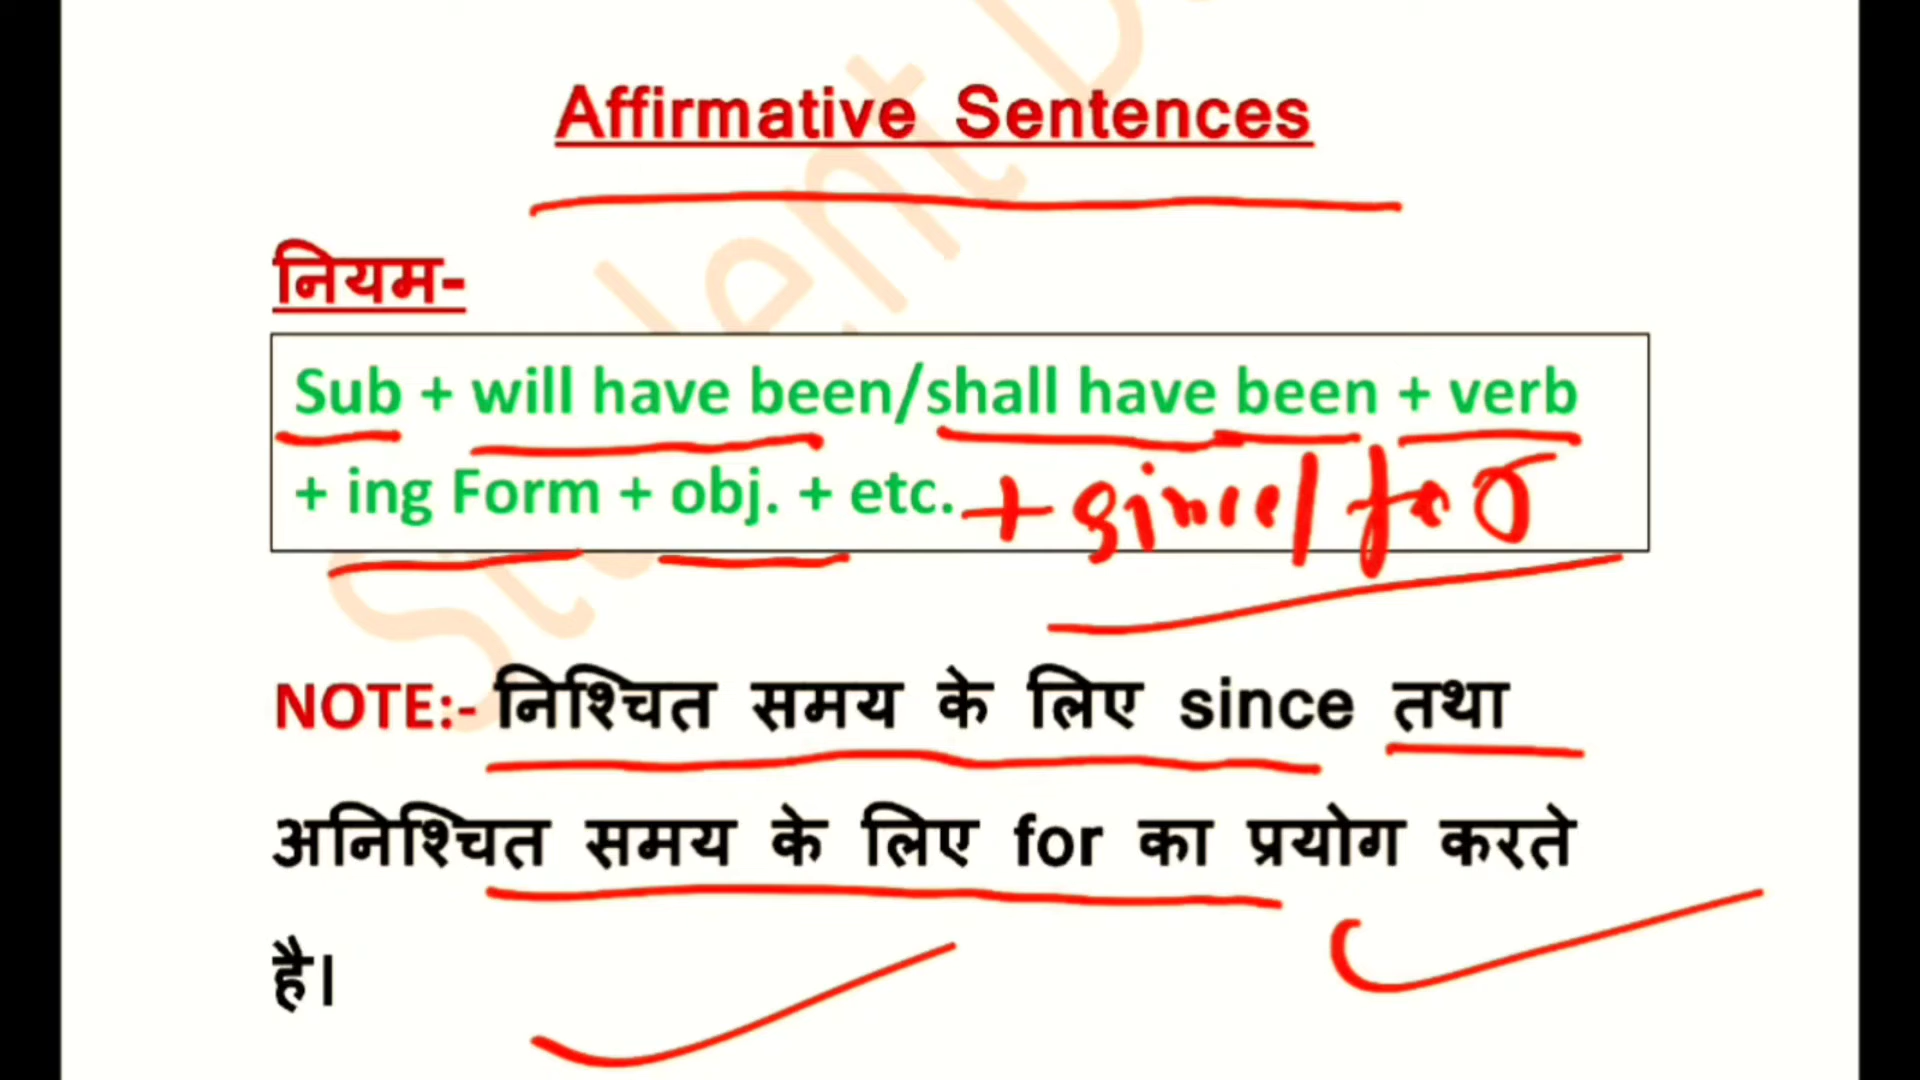 Affirmative Sentences
नियम-
Sub + will have been/shall have been + verb
+ ing Form + obj. + etc. + since/for
NOTE:- निश्चित समय के लिए since तथा
अनिश्चित समय के लिए for का प्रयोग करते
है।